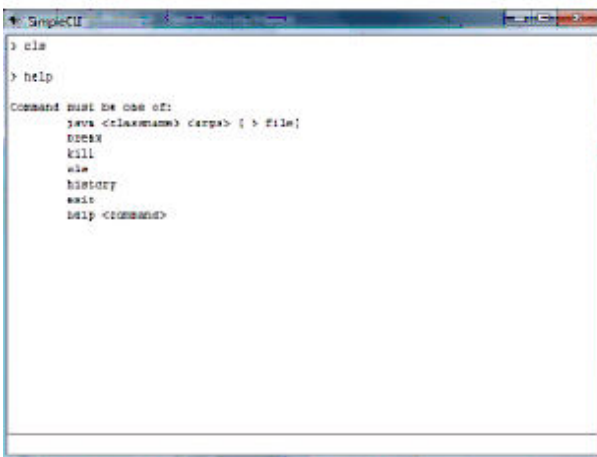 SimpleCLI
> cls
> help
Command must be one of:
java <classname> <args> [ > file]
break
kill
cls
history
exit
help <command>